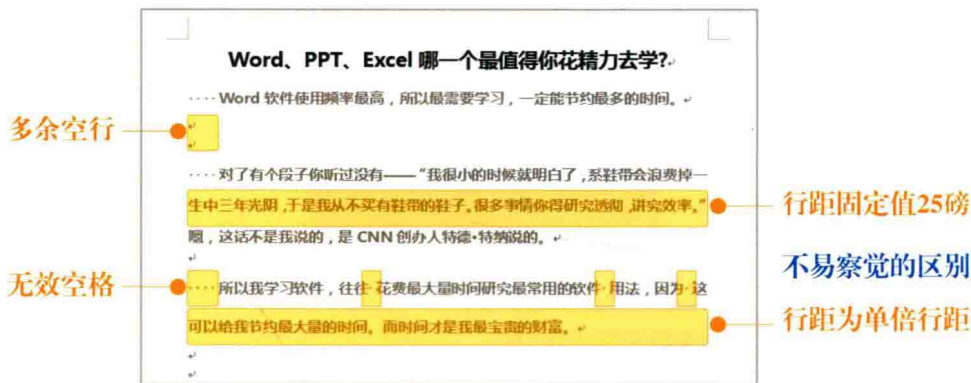 Word、PPT、Excel 哪一个最值得你花精力去学?
Word 软件使用频率最高，所以最需要学习，一定能节约最多的时间。
多余空行
对了有个段子你听过没有——“我很小的时候就明白了，系鞋带会浪费掉一
生中三年光阴，于是我从不买有鞋带的鞋子。很多事情你得研究透彻，讲究效率。”
行距固定值25磅
嗯，这话不是我说的，是 CNN 创办人特德·特纳说的。
不易察觉的区别
无效空格
所以我学习软件，往往 花费最大量时间研究最常用的软件 用法，因为 这
可以给我节约最大量的时间。而时间才是我最宝贵的财富。
行距为单倍行距